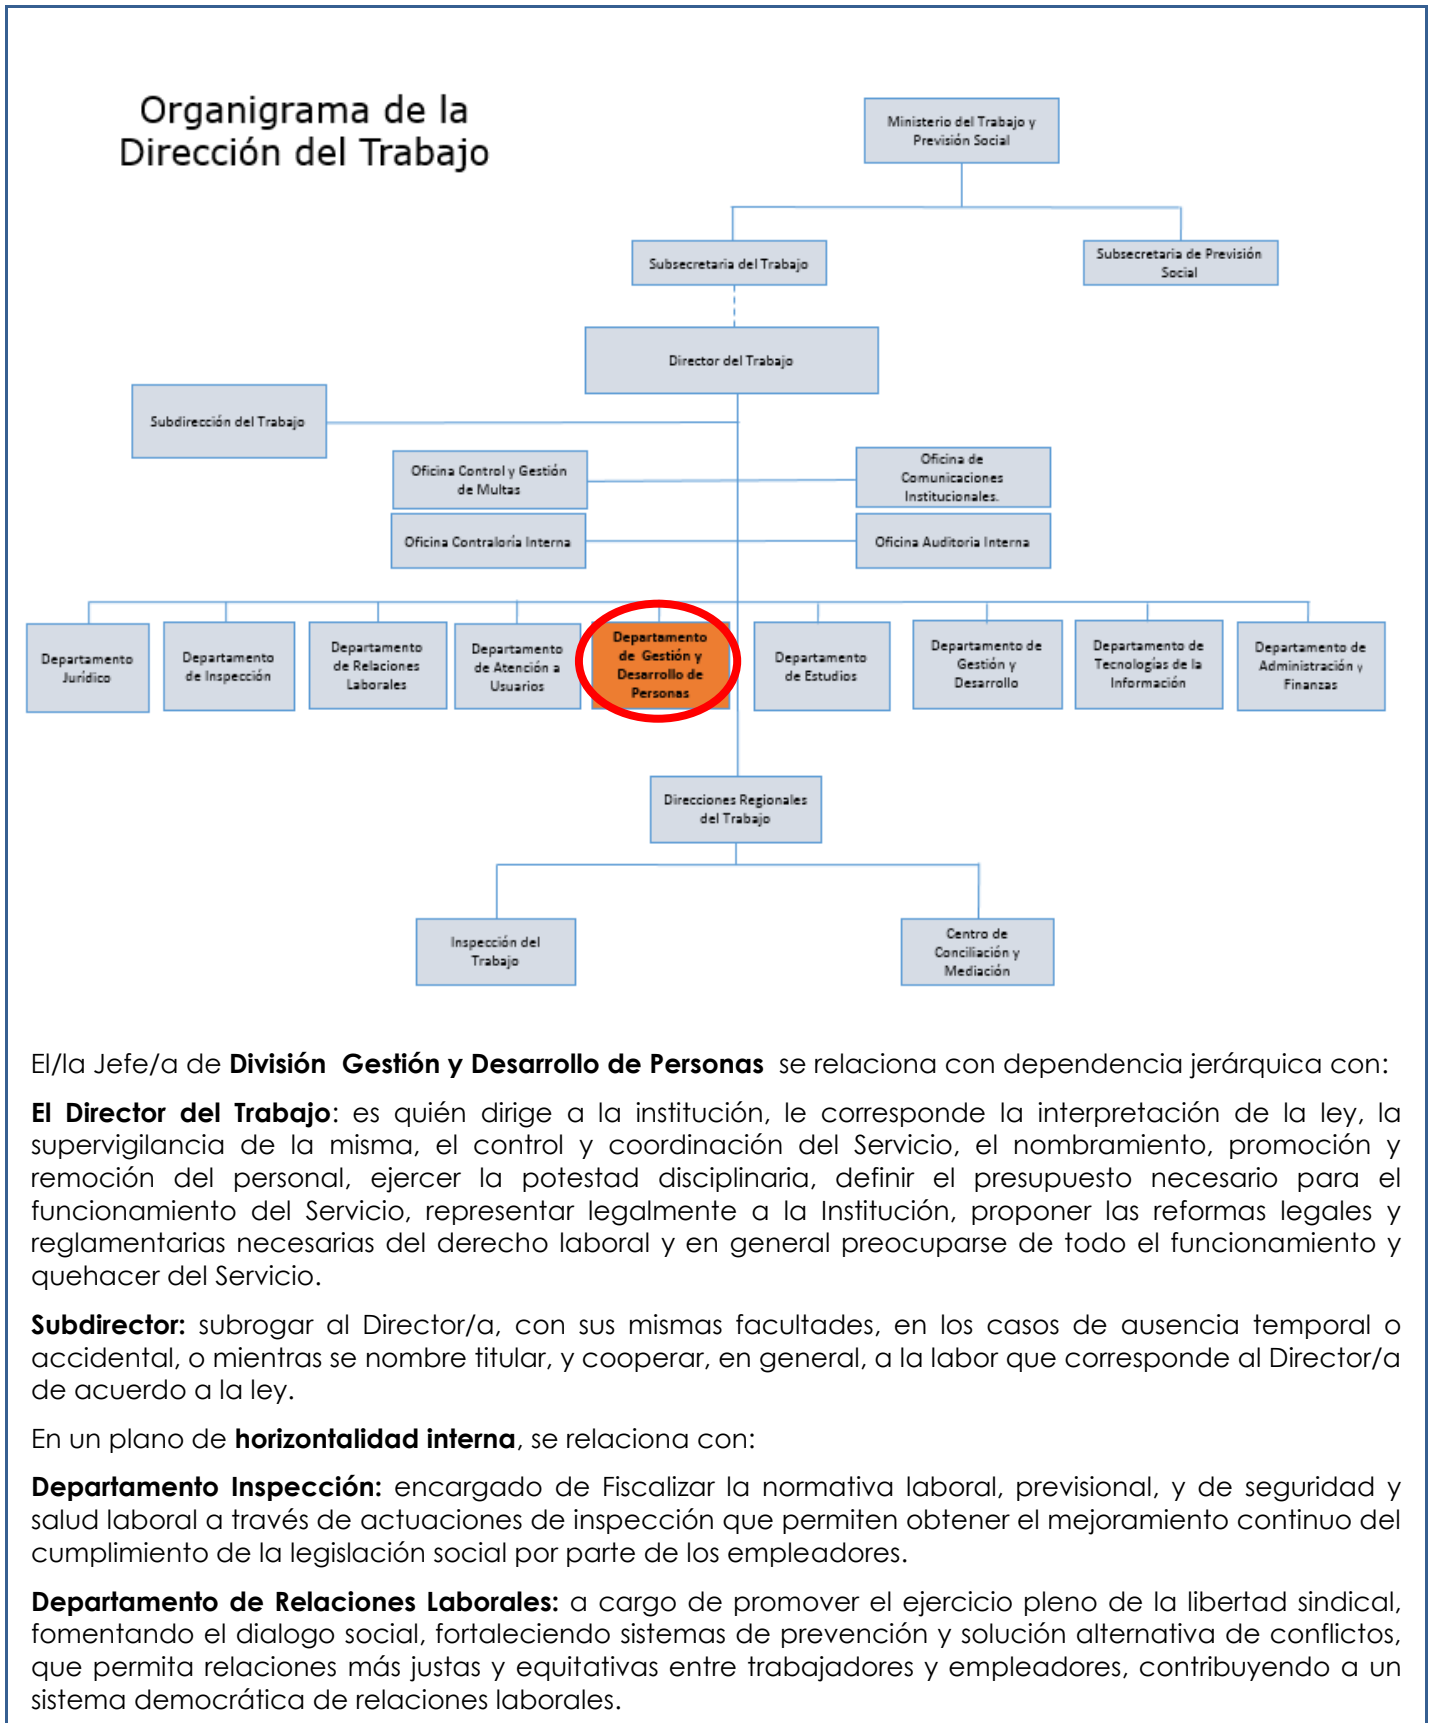 Organigrama de la
Dirección del Trabajo
Ministerio del Trabajo y
Previsión Social
Subsecretaria del Trabajo
Subsecretaria de Previsión
Social
Director del Trabajo
Subdirección del Trabajo
Oficina Control y Gestión
de Multas
Oficina de
Comunicaciones
Institucionales.
Oficina Contraloría Interna
Oficina Auditoria Interna
Departamento
Jurídico
Departamento
de Inspección
Departamento
de Relaciones
Laborales
Departamento
de Atención a
Usuarios
Departamento
de Gestión y
Desarrollo de
Personas
Departamento
de Estudios
Departamento de
Gestión y
Desarrollo
Departamento de
Tecnologías de la
Información
Departamento de
Administración y
Finanzas
Direcciones Regionales
del Trabajo
Inspección del
Trabajo
Centro de
Conciliación y
Mediación
El/la Jefe/a de División Gestión y Desarrollo de Personas se relaciona con dependencia jerárquica con:
El Director del Trabajo: es quién dirige a la institución, le corresponde la interpretación de la ley, la
supervigilancia de la misma, el control y coordinación del Servicio, el nombramiento, promoción y
remoción del personal, ejercer la potestad disciplinaria, definir el presupuesto necesario para el
funcionamiento del Servicio, representar legalmente a la Institución, proponer las reformas legales y
reglamentarias necesarias del derecho laboral y en general preocuparse de todo el funcionamiento y
quehacer del Servicio.
Subdirector: subrogar al Director/a, con sus mismas facultades, en los casos de ausencia temporal o
accidental, o mientras se nombre titular, y cooperar, en general, a la labor que corresponde al Director/a
de acuerdo a la ley.
En un plano de horizontalidad interna, se relaciona con:
Departamento Inspección: encargado de Fiscalizar la normativa laboral, previsional, y de seguridad y
salud laboral a través de actuaciones de inspección que permiten obtener el mejoramiento continuo del
cumplimiento de la legislación social por parte de los empleadores.
Departamento de Relaciones Laborales: a cargo de promover el ejercicio pleno de la libertad sindical,
fomentando el dialogo social, fortaleciendo sistemas de prevención y solución alternativa de conflictos,
que permita relaciones más justas y equitativas entre trabajadores y empleadores, contribuyendo a un
sistema democrática de relaciones laborales.